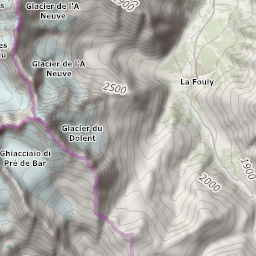 2900
Glacier de l'A
Neuve
La Fouly
Glacier de l'A
Neuve
2500
Glacier du
Dolent
Ghiacciaio di
Pré de Bar
1900
2000